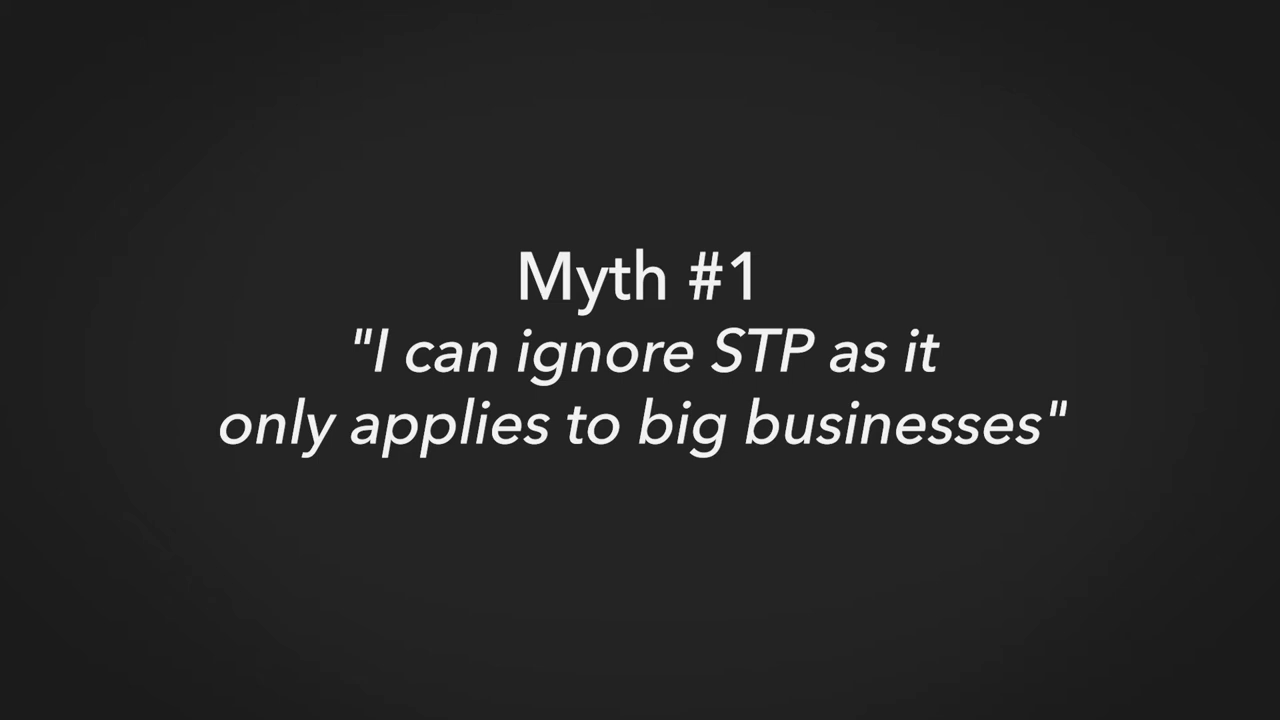 Myth #1
"I can ignore STP as it
only applies to big businesses"